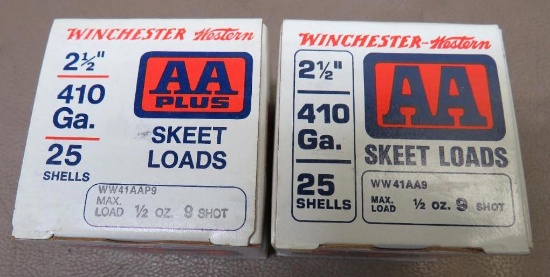 WINCHESTER Western
2½"
410
Ga.
25
SHELLS
AA
PLUS
SKEET
LOADS
WW41AAP9
MAX.
LOAD ½ OZ. 9 SHOT
WINCHESTER-Western
2½"
410
Ga.
25
SHELLS
AA
SKEET LOADS
WW41AA9
MAX.
LOAD ½ OZ. 9 SHOT